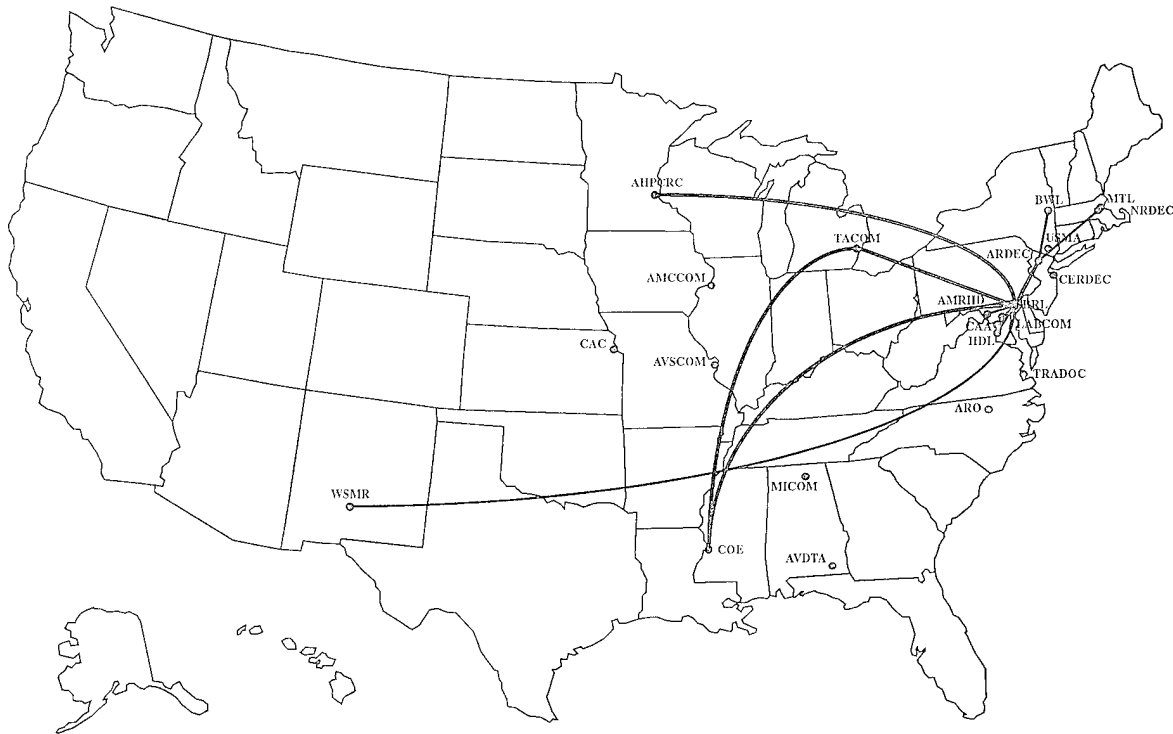 AHPCRC
BWL
MTL
NRDEC
TACOM
USMA
ARDEC
AMCCOM
CERDEC
AMRIID
BRL
CAA
LABCOM
HDL
CAC
AVSCOM
TRADOC
ARO
WSMR
MICOM
COE
AVDTA